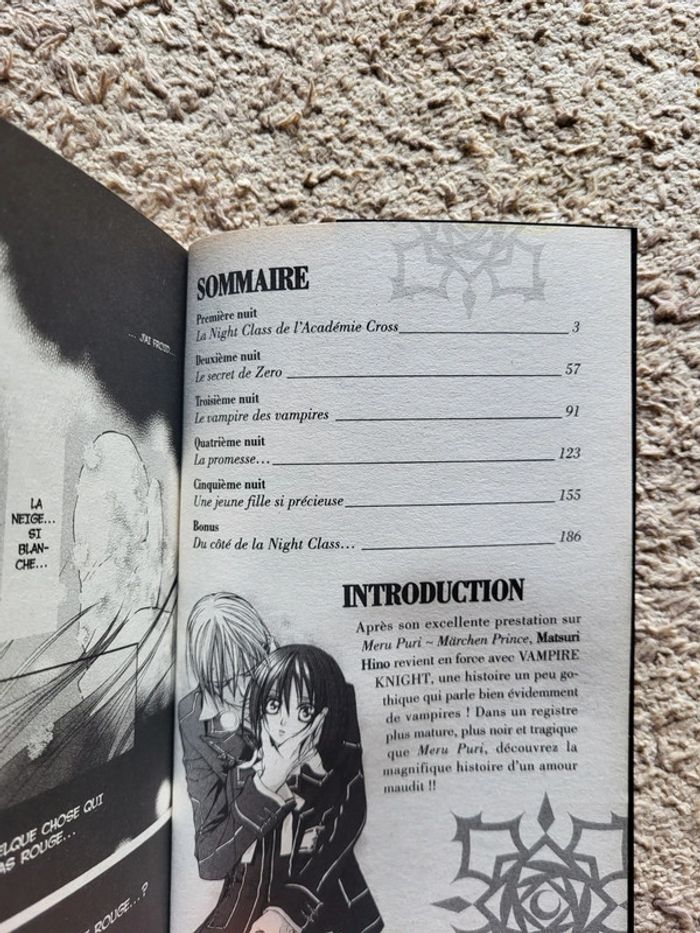 ... J'AI FROID...
LA
NEIGE...
SI
BLAN-
CHE...
ELQUE CHOSE QUI
AS ROUGE...
ROUGE...?
SOMMAIRE
Première nuit
La Night Class de l'Académie Cross 3
Deuxième nuit
Le secret de Zero 57
Troisième nuit
Le vampire des vampires 91
Quatrième nuit
La promesse... 123
Cinquième nuit
Une jeune fille si précieuse 155
Bonus
Du côté de la Night Class... 186
INTRODUCTION
Après son excellente prestation sur
Meru Puri ~ Märchen Prince, Matsuri
Hino revient en force avec VAMPIRE
KNIGHT, une histoire un peu go-
thique qui parle bien évidemment
de vampires ! Dans un registre
plus mature, plus noir et tragique
que Meru Puri, découvrez la
magnifique histoire d'un amour
maudit !!